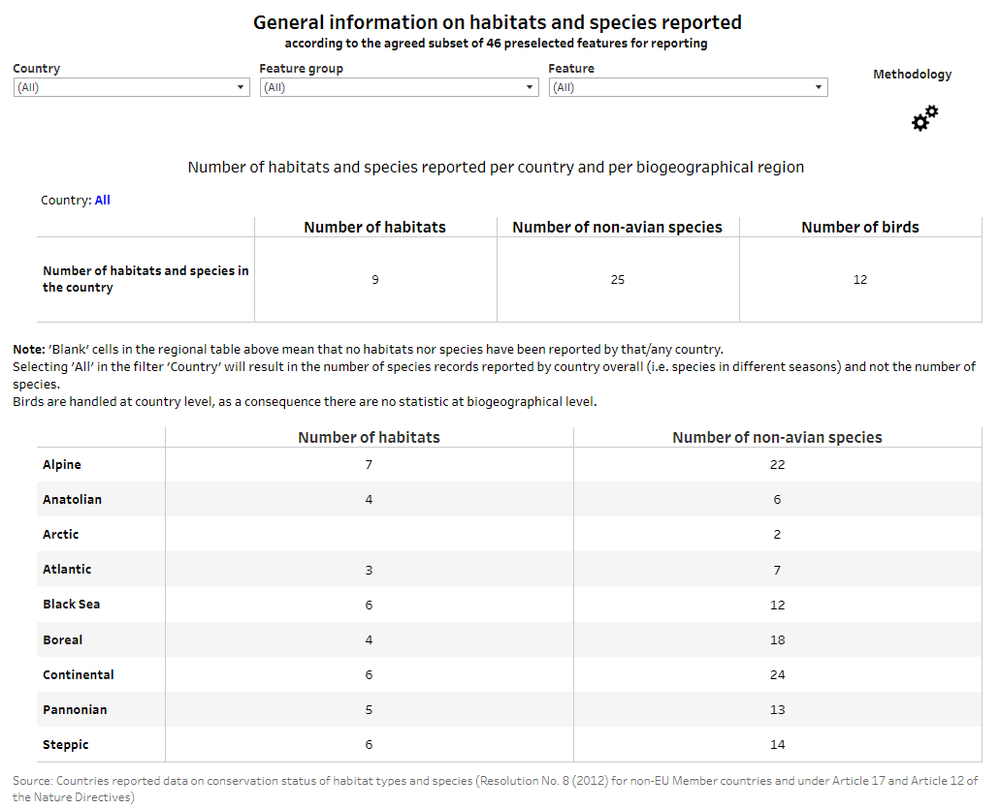 General information on habitats and species reported
according to the agreed subset of 46 preselected features for reporting
Country Feature group Feature Methodology
(All) (All) (All)
Number of habitats and species reported per country and per biogeographical region
Country: All
Number of habitats Number of non-avian species Number of birds
Number of habitats and species in
the country 9 25 12
Note: 'Blank' cells in the regional table above mean that no habitats nor species have been reported by that/any country.
Selecting 'All' in the filter 'Country' will result in the number of species records reported by country overall (i.e. species in different seasons) and not the number of
species.
Birds are handled at country level, as a consequence there are no statistic at biogeographical level.
Number of habitats Number of non-avian species
Alpine 7 22
Anatolian 4 6
Arctic 2
Atlantic 3 7
Black Sea 6 12
Boreal 4 18
Continental 6 24
Pannonian 5 13
Steppic 6 14
Source: Countries reported data on conservation status of habitat types and species (Resolution No. 8 (2012) for non-EU Member countries and under Article 17 and Article 12 of
the Nature Directives)